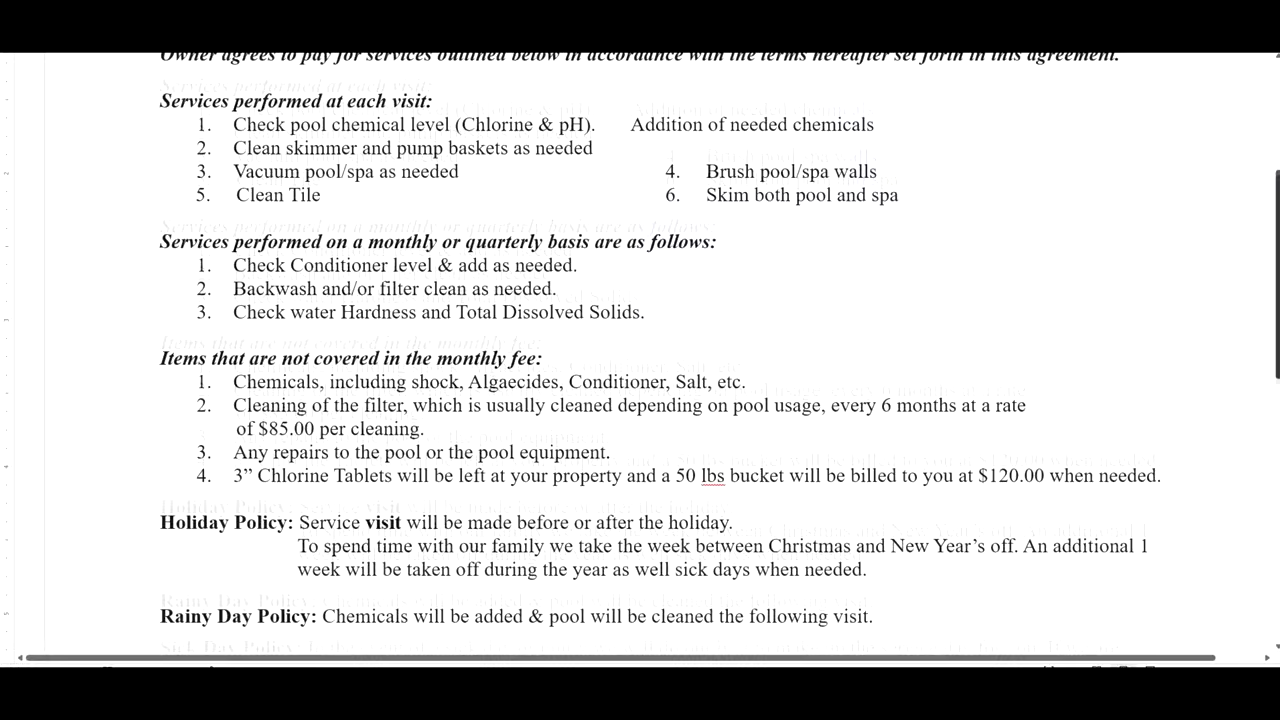 Owner agrees to pay for services outlined below in accordance with the terms hereafter set forth in this agreement.
Services performed at each visit:
1. Check pool chemical level (Chlorine & pH). Addition of needed chemicals
2. Clean skimmer and pump baskets as needed
3. Vacuum pool/spa as needed 4. Brush pool/spa walls
5. Clean Tile 6. Skim both pool and spa
Services performed on a monthly or quarterly basis are as follows:
1. Check Conditioner level & add as needed.
2. Backwash and/or filter clean as needed.
3. Check water Hardness and Total Dissolved Solids.
Items that are not covered in the monthly fee:
1. Chemicals, including shock, Algaecides, Conditioner, Salt, etc.
2. Cleaning of the filter, which is usually cleaned depending on pool usage, every 6 months at a rate
of $85.00 per cleaning.
3. Any repairs to the pool or the pool equipment.
4. 3” Chlorine Tablets will be left at your property and a 50 lbs bucket will be billed to you at $120.00 when needed.
Holiday Policy: Service visit will be made before or after the holiday.
To spend time with our family we take the week between Christmas and New Year’s off. An additional 1
week will be taken off during the year as well sick days when needed.
Rainy Day Policy: Chemicals will be added & pool will be cleaned the following visit.